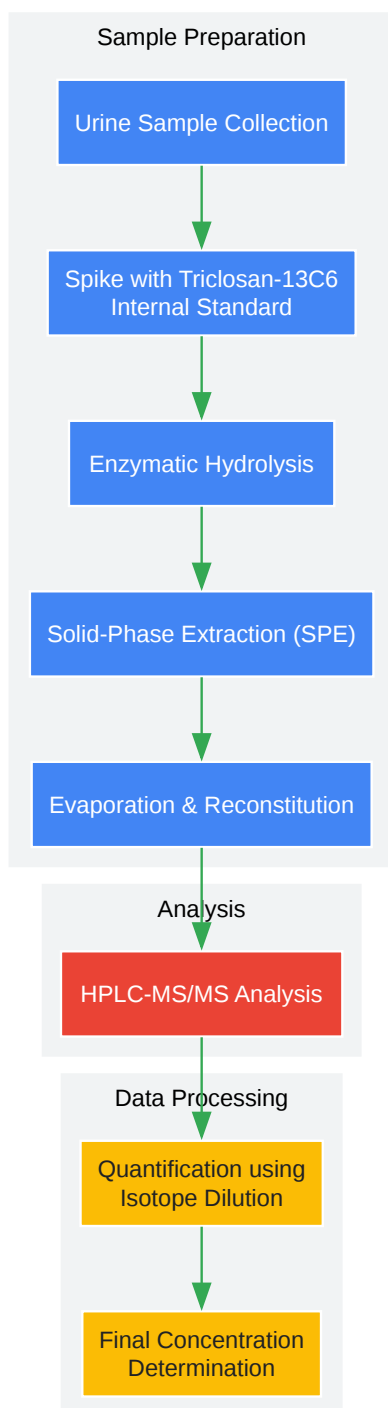 Sample Preparation
Urine Sample Collection
Spike with Triclosan-13C6
Internal Standard
Enzymatic Hydrolysis
Solid-Phase Extraction (SPE)
Evaporation & Reconstitution
Analysis
HPLC-MS/MS Analysis
Data Processing
Quantification using
Isotope Dilution
Final Concentration
Determination